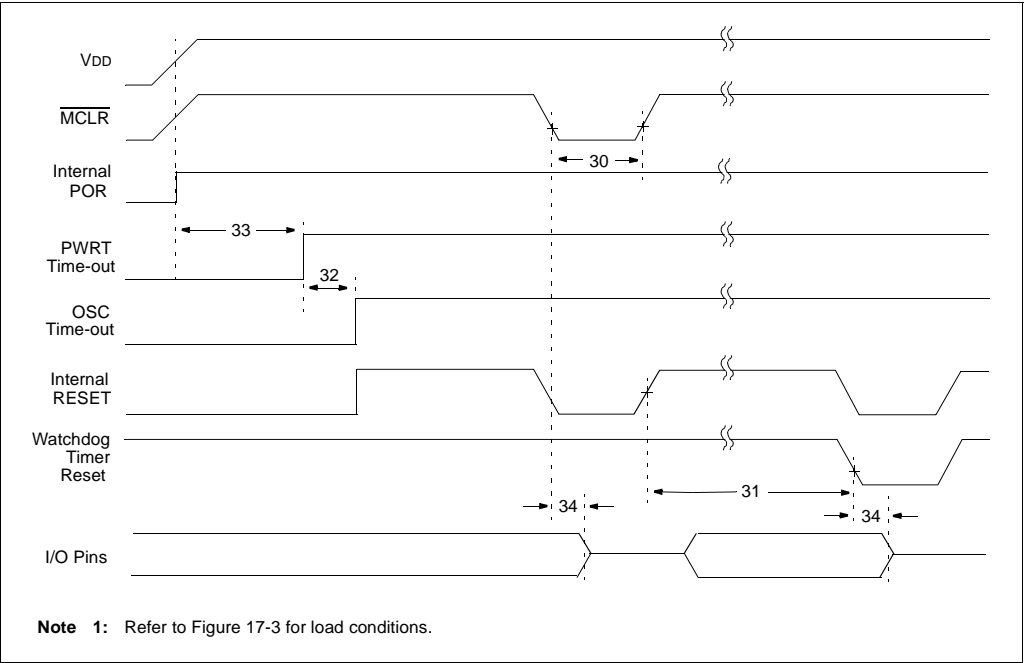 VDD
MCLR
30
Internal
POR
33
PWRT
Time-out
32
OSC
Time-out
Internal
RESET
Watchdog
Timer
Reset
31
34
34
I/O Pins
Note 1: Refer to Figure 17-3 for load conditions.